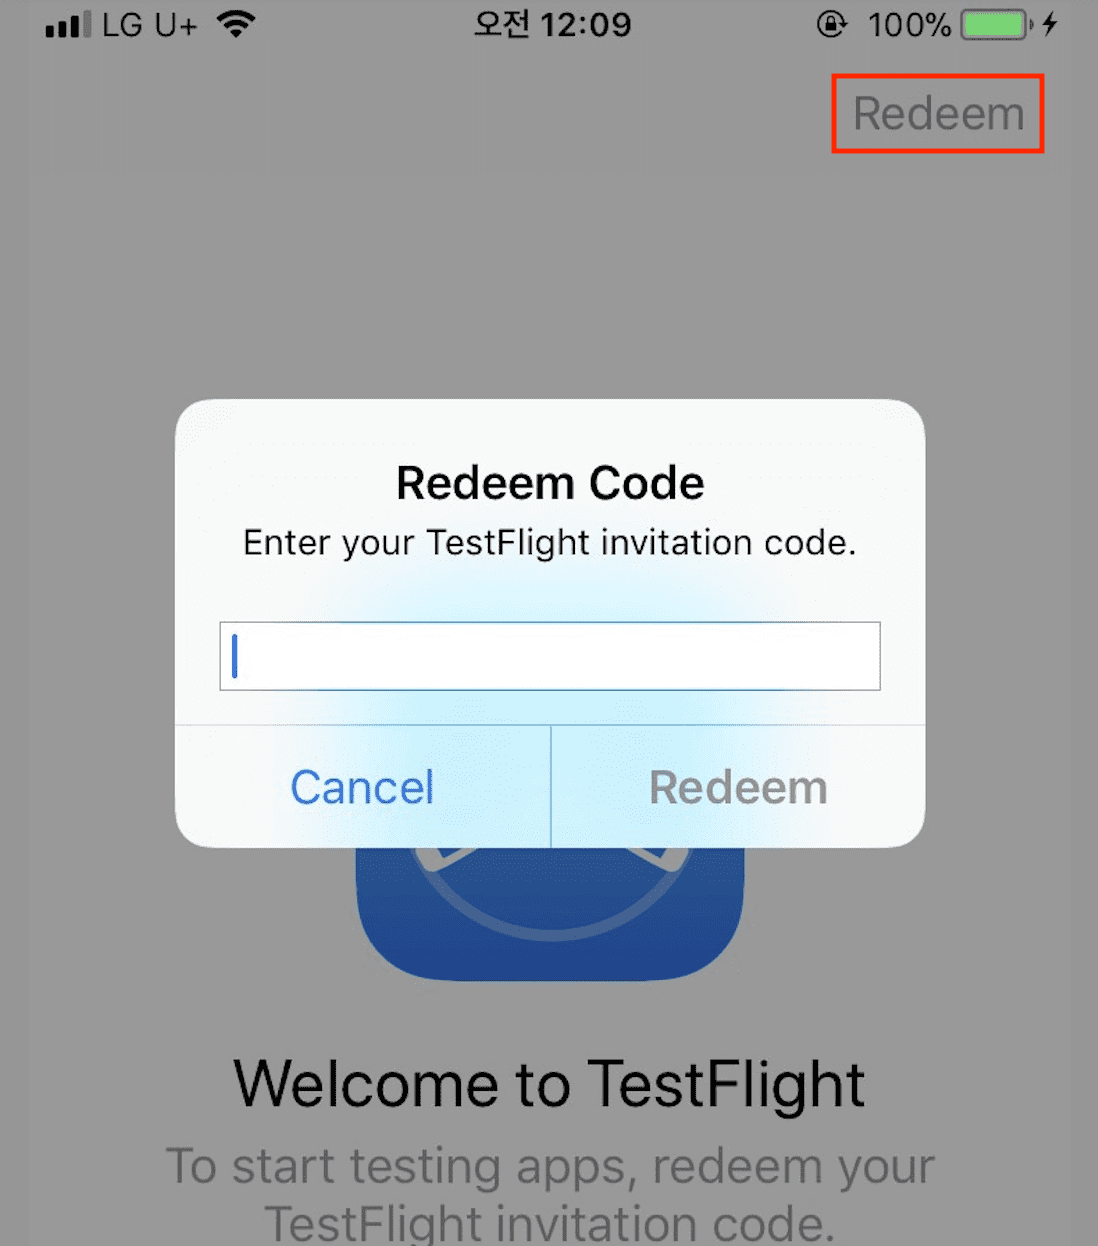 LG U+ 오전 12:09 100%
Redeem
Redeem Code
Enter your TestFlight invitation code.
Cancel Redeem
Welcome to TestFlight
To start testing apps, redeem your
TestFlight invitation code.